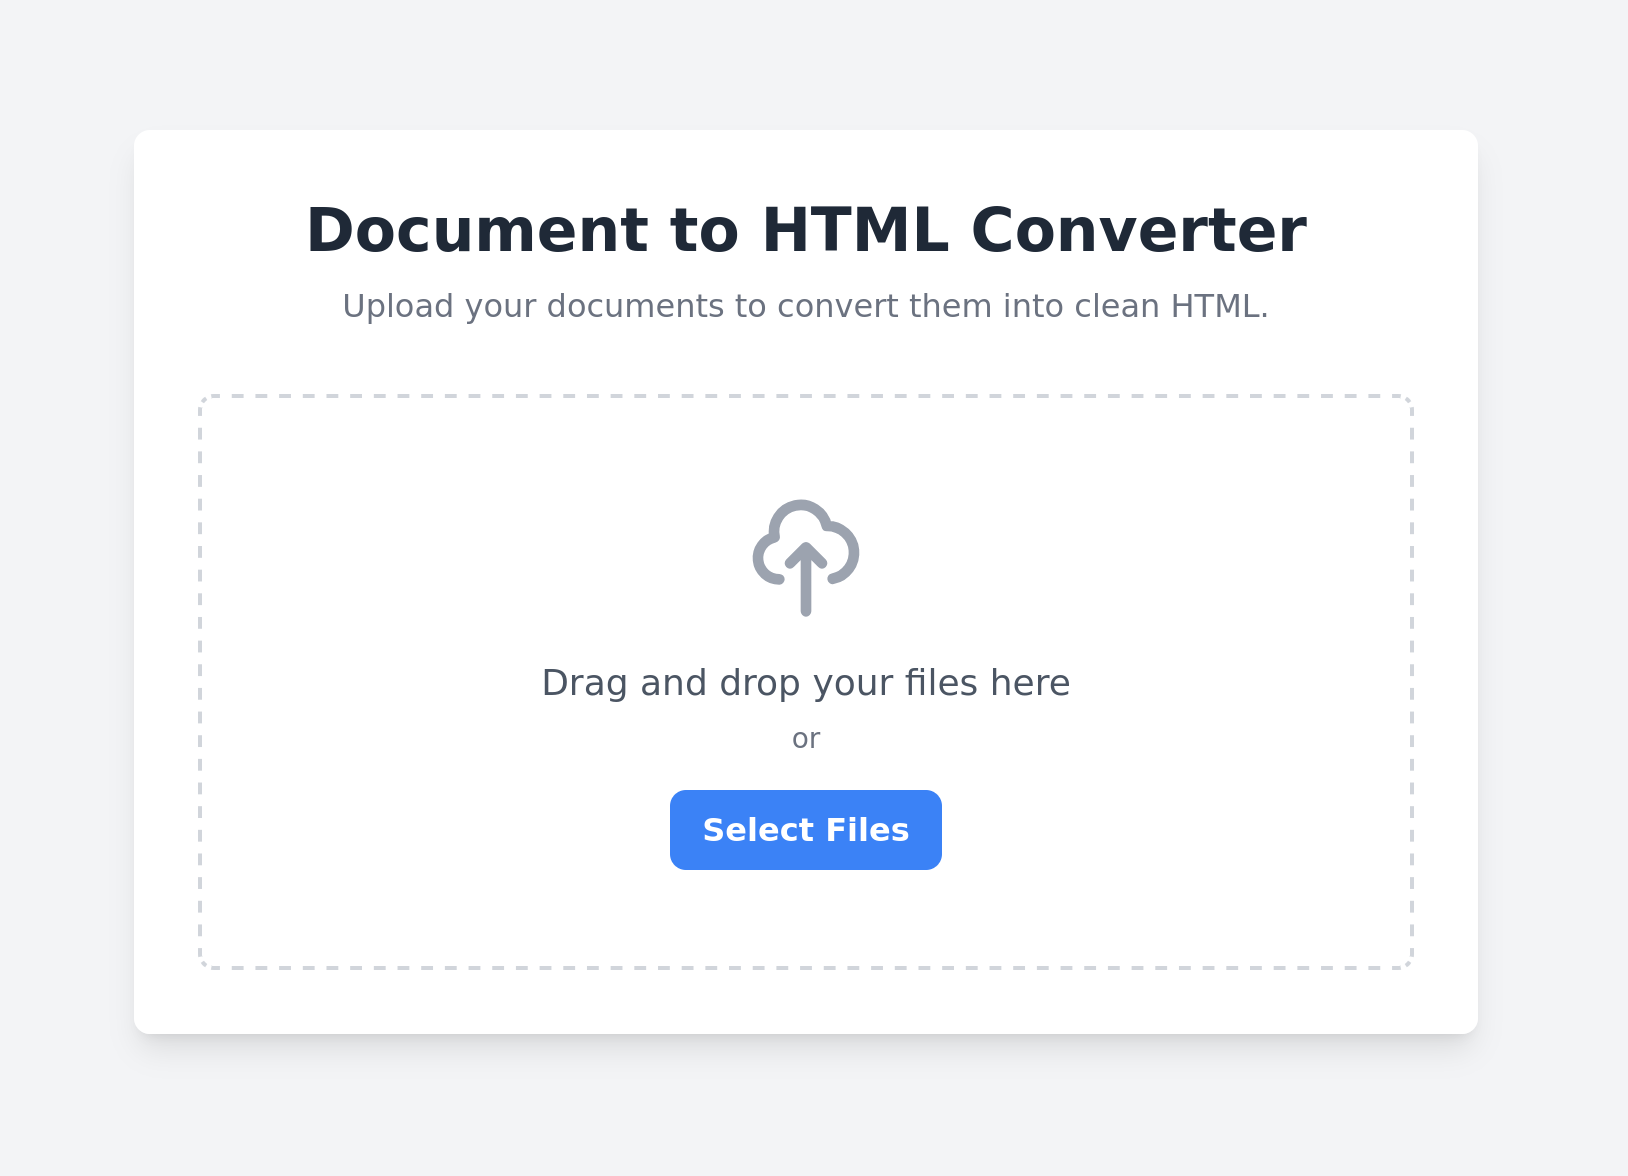 Document to HTML Converter
Upload your documents to convert them into clean HTML.
Drag and drop your files here
or
Select Files